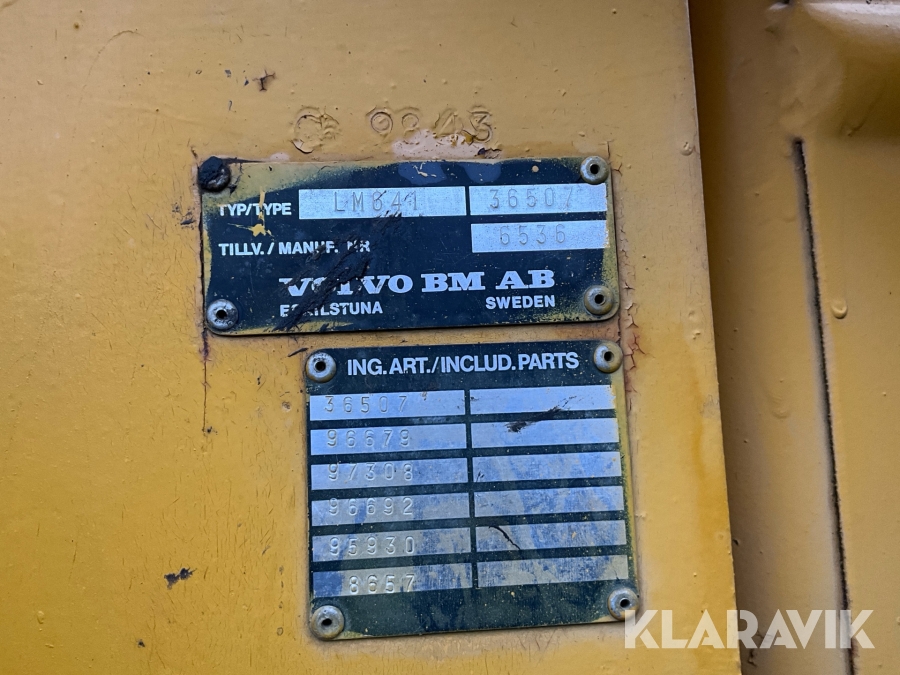 TYP/TYPE LM641 36507
TILLV./MANUF. NR 6536
VOLVO BM AB
ESKILSTUNA SWEDEN
ING.ART./INCLUD.PARTS
36507
96679
97308
96692
95930
8657
KLARAVIK